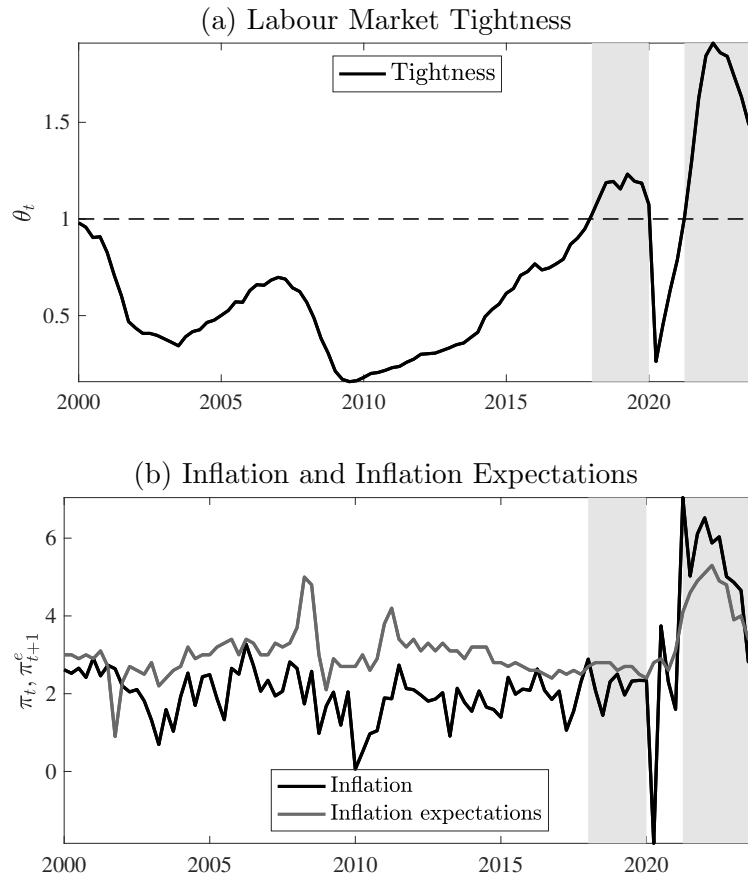 (a) Labour Market Tightness
Tightness
1.5
1
0.5
θt
2000 2005 2010 2015 2020
(b) Inflation and Inflation Expectations
6
4
2
0
πt, πᵉt+1
Inflation
Inflation expectations
2000 2005 2010 2015 2020